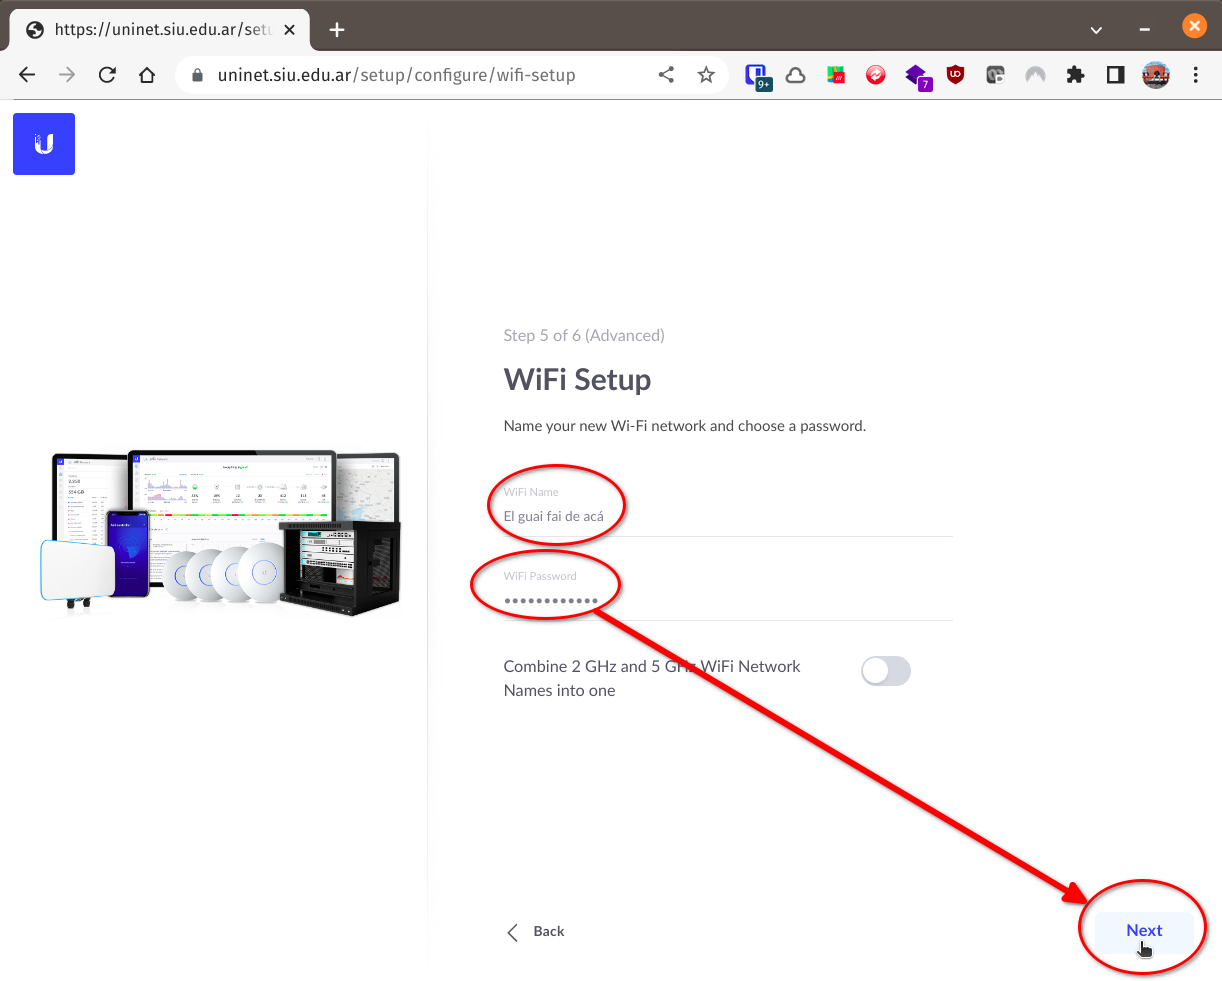 https://uninet.siu.edu.ar/setu
uninet.siu.edu.ar/setup/configure/wifi-setup
9+
7
U
Step 5 of 6 (Advanced)
WiFi Setup
Name your new Wi-Fi network and choose a password.
WiFi Name
El guai fai de acá
WiFi Password
••••••••••••
Combine 2 GHz and 5 GHz WiFi Network
Names into one
Back
Next